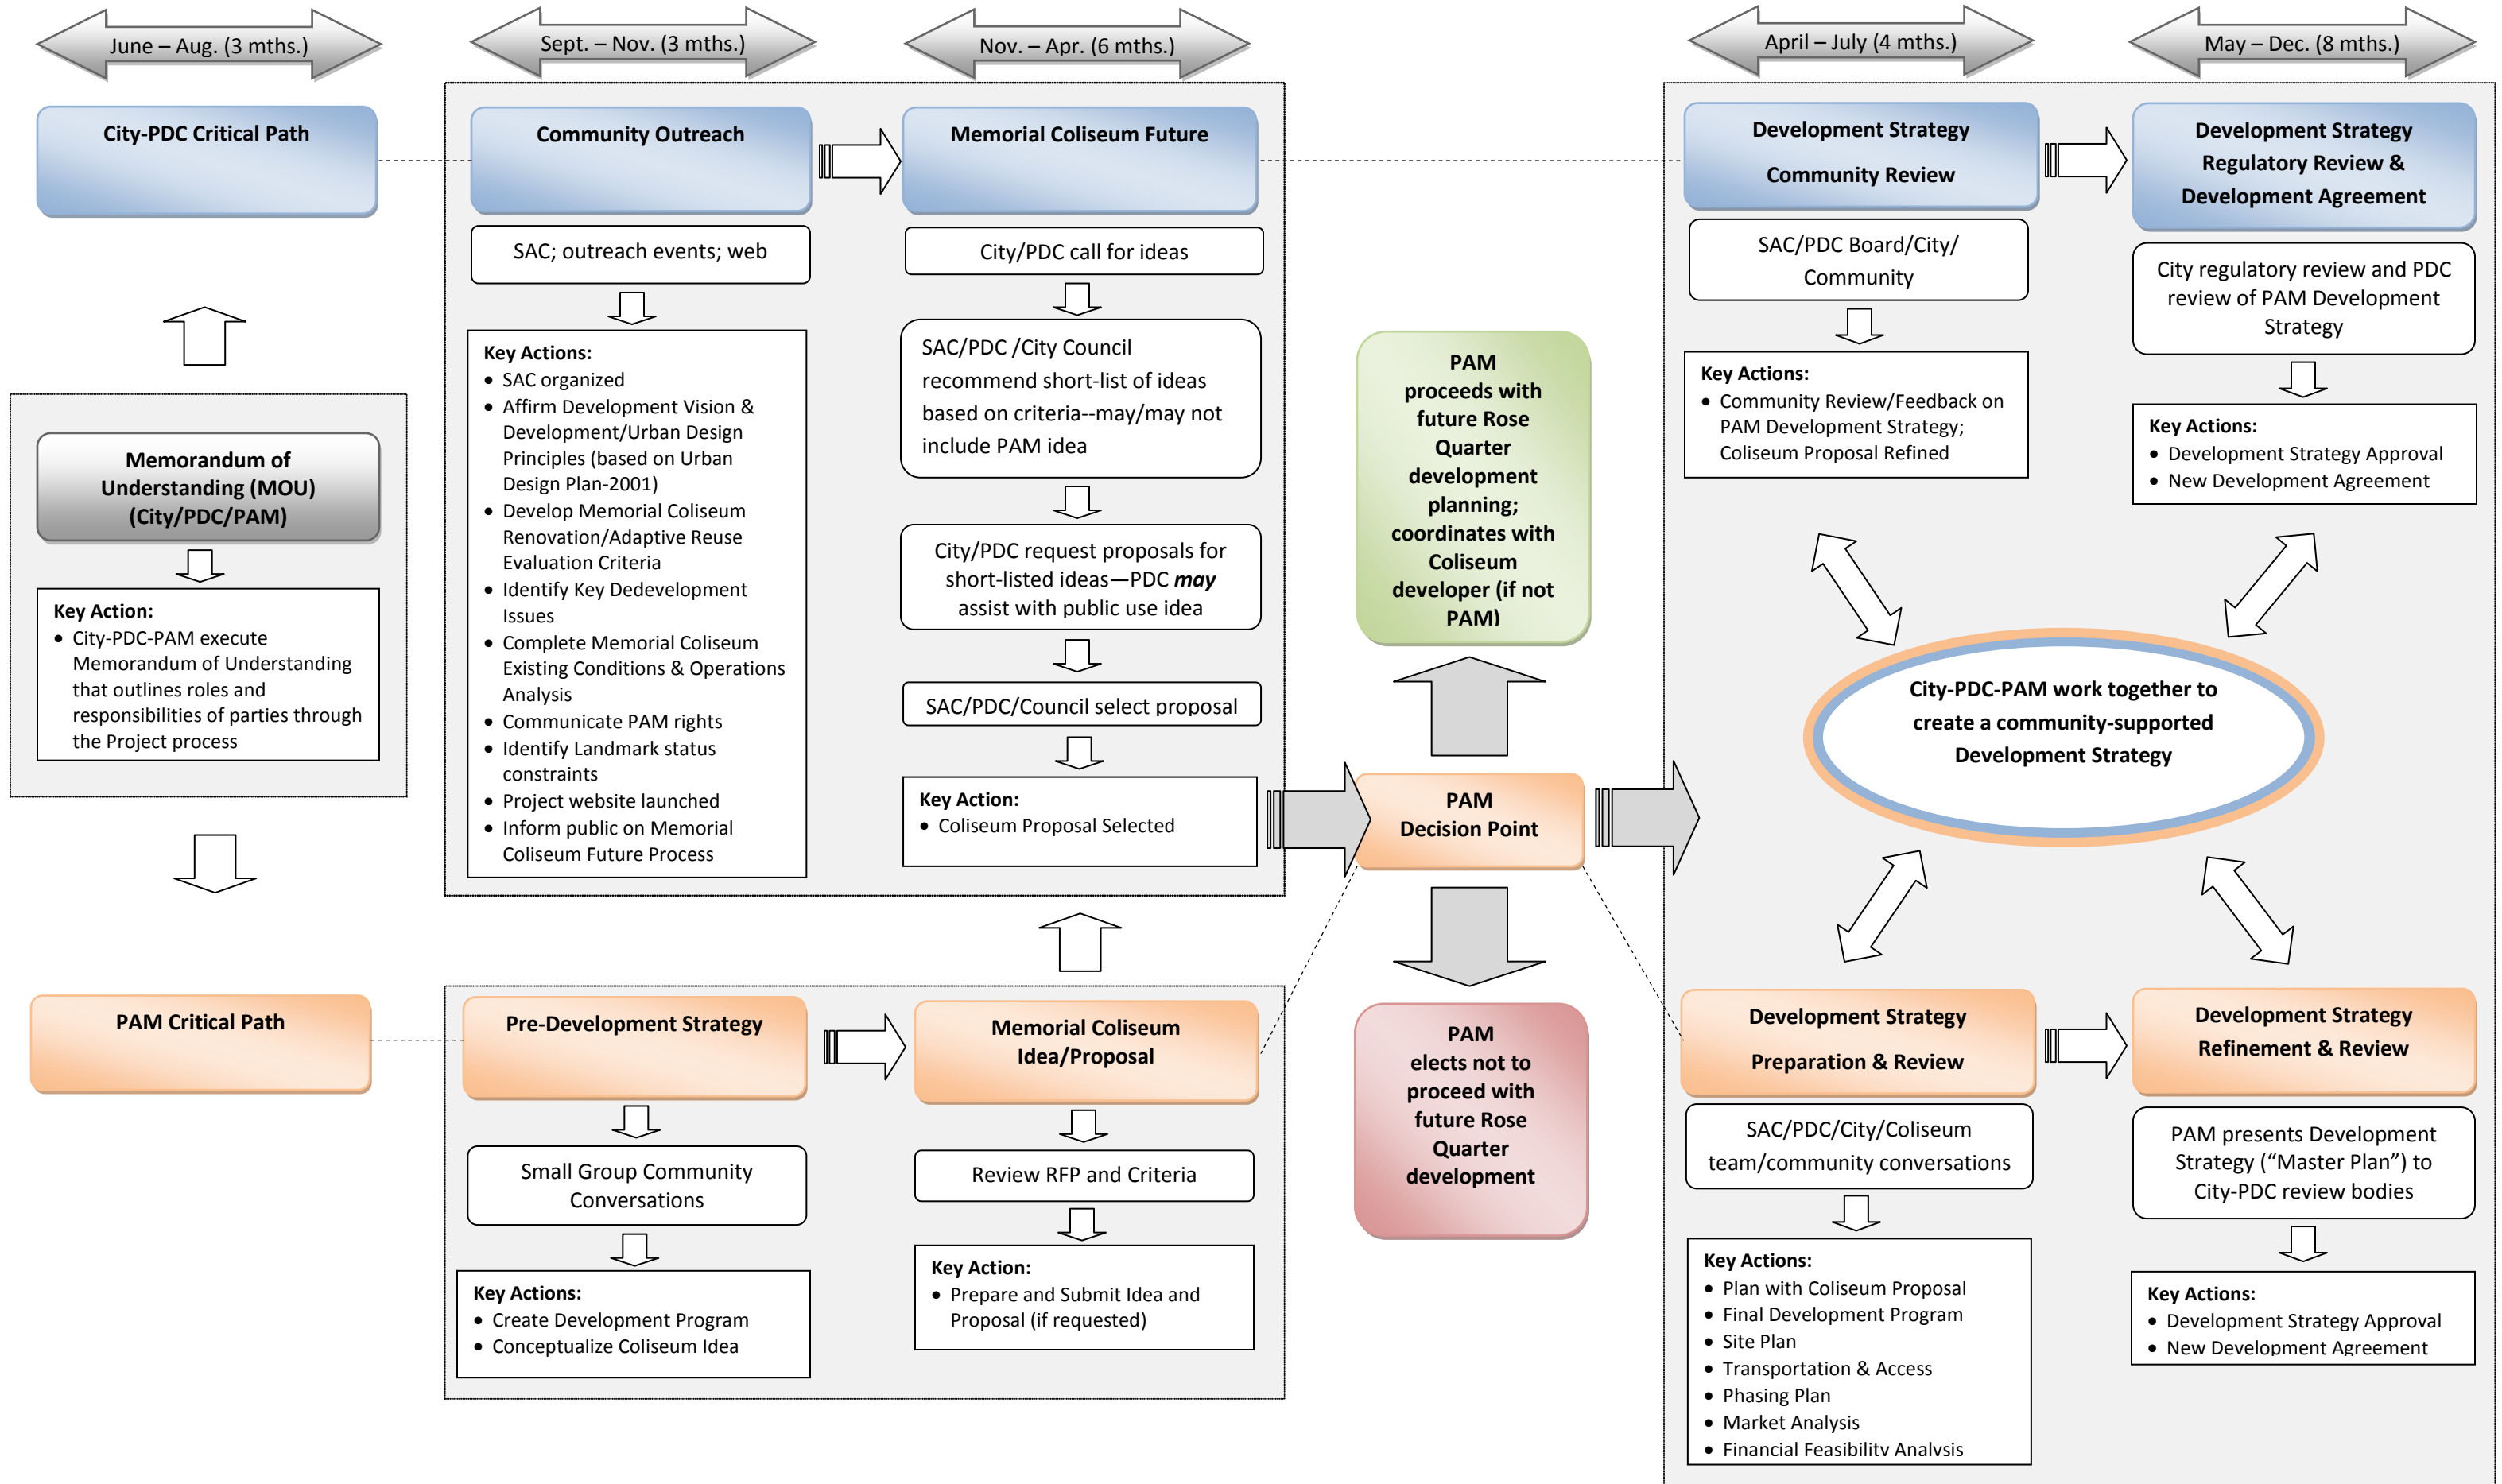 June – Aug. (3 mths.)
Sept. – Nov. (3 mths.)
Nov. – Apr. (6 mths.)
April – July (4 mths.)
May – Dec. (8 mths.)
City-PDC Critical Path
Memorandum of
Understanding (MOU)
(City/PDC/PAM)
Key Action:
• City-PDC-PAM execute
Memorandum of Understanding
that outlines roles and
responsibilities of parties through
the Project process
PAM Critical Path
Community Outreach
SAC; outreach events; web
Key Actions:
• SAC organized
• Affirm Development Vision &
Development/Urban Design
Principles (based on Urban
Design Plan-2001)
• Develop Memorial Coliseum
Renovation/Adaptive Reuse
Evaluation Criteria
• Identify Key Dedevelopment
Issues
• Complete Memorial Coliseum
Existing Conditions & Operations
Analysis
• Communicate PAM rights
• Identify Landmark status
constraints
• Project website launched
• Inform public on Memorial
Coliseum Future Process
Memorial Coliseum Future
City/PDC call for ideas
SAC/PDC /City Council
recommend short-list of ideas
based on criteria--may/may not
include PAM idea
City/PDC request proposals for
short-listed ideas—PDC may
assist with public use idea
SAC/PDC/Council select proposal
Key Action:
• Coliseum Proposal Selected
Pre-Development Strategy
Small Group Community
Conversations
Key Actions:
• Create Development Program
• Conceptualize Coliseum Idea
Memorial Coliseum
Idea/Proposal
Review RFP and Criteria
Key Action:
• Prepare and Submit Idea and
Proposal (if requested)
PAM
proceeds with
future Rose
Quarter
development
planning;
coordinates with
Coliseum
developer (if not
PAM)
PAM
Decision Point
PAM
elects not to
proceed with
future Rose
Quarter
development
Development Strategy
Community Review
SAC/PDC Board/City/
Community
Key Actions:
• Community Review/Feedback on
PAM Development Strategy;
Coliseum Proposal Refined
Development Strategy
Regulatory Review &
Development Agreement
City regulatory review and PDC
review of PAM Development
Strategy
Key Actions:
• Development Strategy Approval
• New Development Agreement
City-PDC-PAM work together to
create a community-supported
Development Strategy
Development Strategy
Preparation & Review
SAC/PDC/City/Coliseum
team/community conversations
Key Actions:
• Plan with Coliseum Proposal
• Final Development Program
• Site Plan
• Transportation & Access
• Phasing Plan
• Market Analysis
• Financial Feasibility Analysis
Development Strategy
Refinement & Review
PAM presents Development
Strategy (“Master Plan”) to
City-PDC review bodies
Key Actions:
• Development Strategy Approval
• New Development Agreement